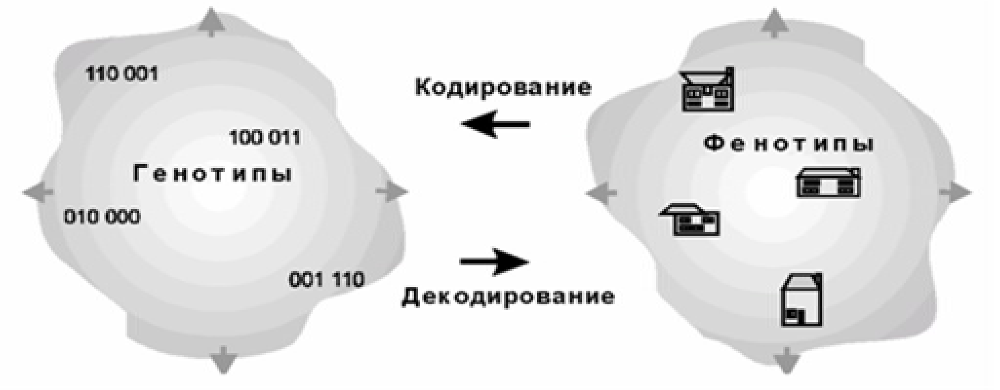 110 001
100 011
Генотипы
010 000
001 110
Кодирование
Декодирование
Фенотипы